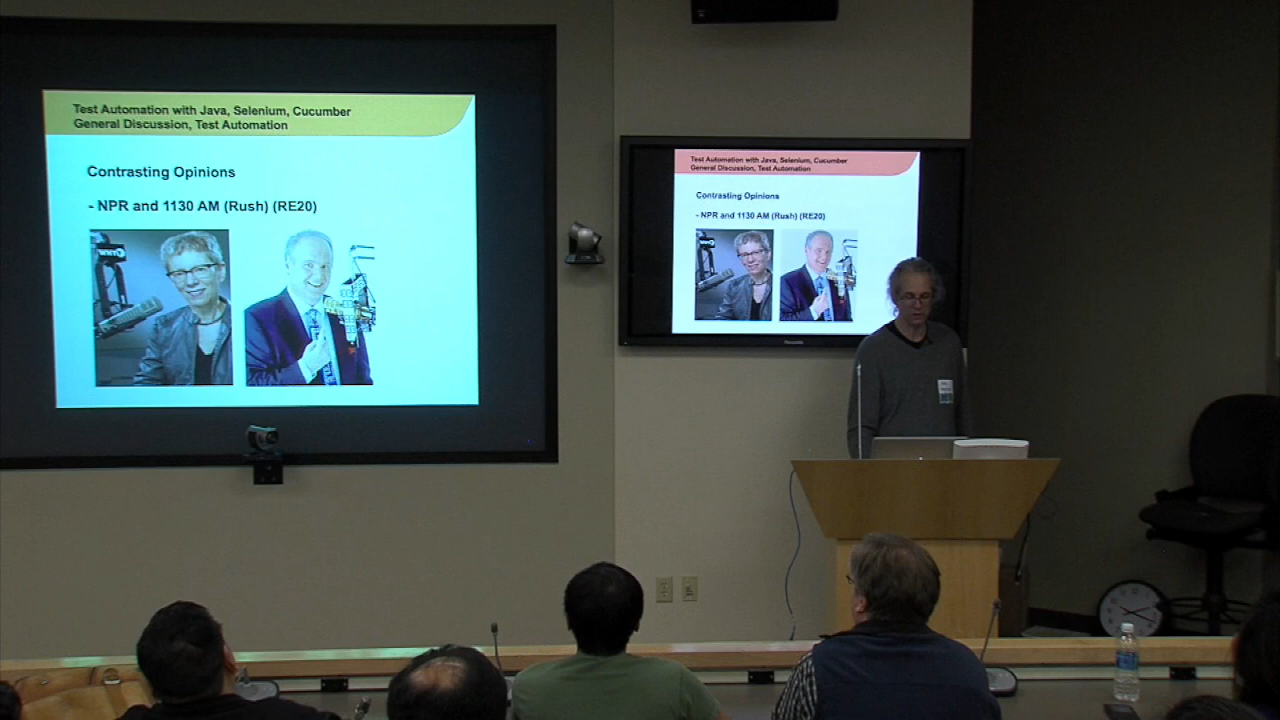 Test Automation with Java, Selenium, Cucumber
General Discussion, Test Automation
Contrasting Opinions
- NPR and 1130 AM (Rush) (RE20)
Test Automation with Java, Selenium, Cucumber
General Discussion, Test Automation
Contrasting Opinions
- NPR and 1130 AM (Rush) (RE20)
Panasonic